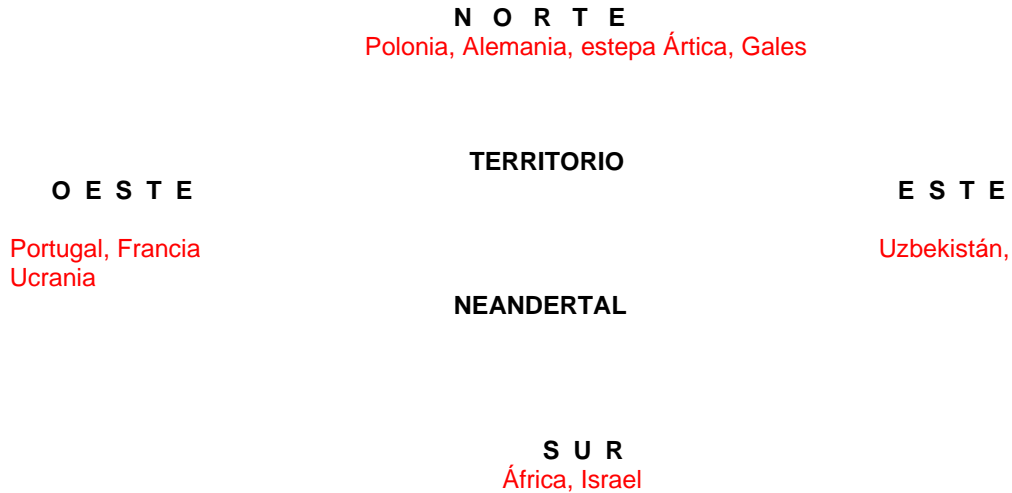 N O R T E
Polonia, Alemania, estepa Ártica, Gales
TERRITORIO
O E S T E
E S T E
Portugal, Francia
Uzbekistán,
Ucrania
NEANDERTAL
S U R
África, Israel